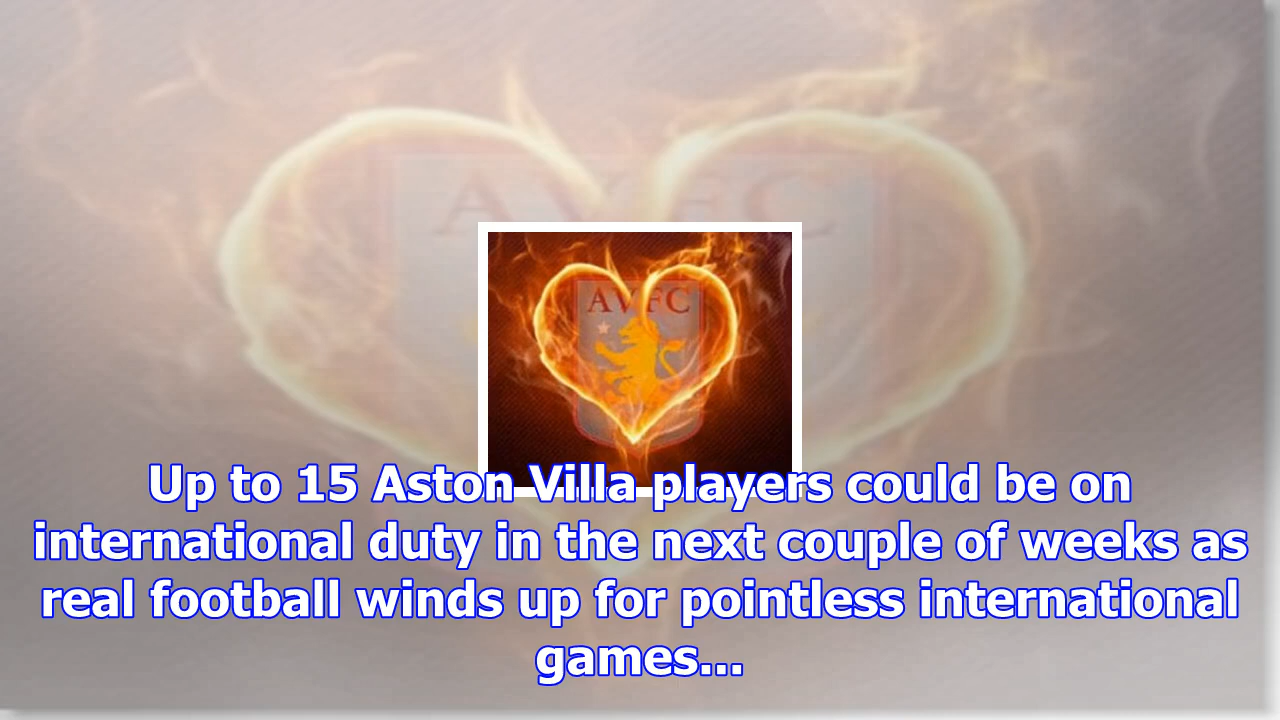 AVFC
AVFC
Up to 15 Aston Villa players could be on
international duty in the next couple of weeks as
real football winds up for pointless international
games...